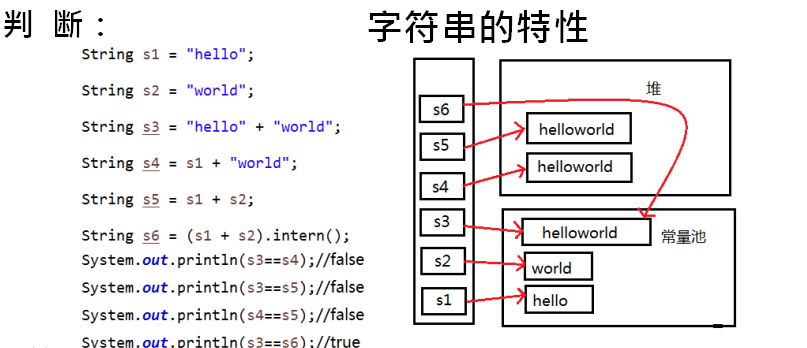 判 断：
字符串的特性
String s1 = "hello";
String s2 = "world";
String s3 = "hello" + "world";
String s4 = s1 + "world";
String s5 = s1 + s2;
String s6 = (s1 + s2).intern();
System.out.println(s3==s4);//false
System.out.println(s3==s5);//false
System.out.println(s4==s5);//false
System.out.println(s3==s6);//true
s6
s5
s4
s3
s2
s1
堆
helloworld
helloworld
helloworld
常量池
world
hello